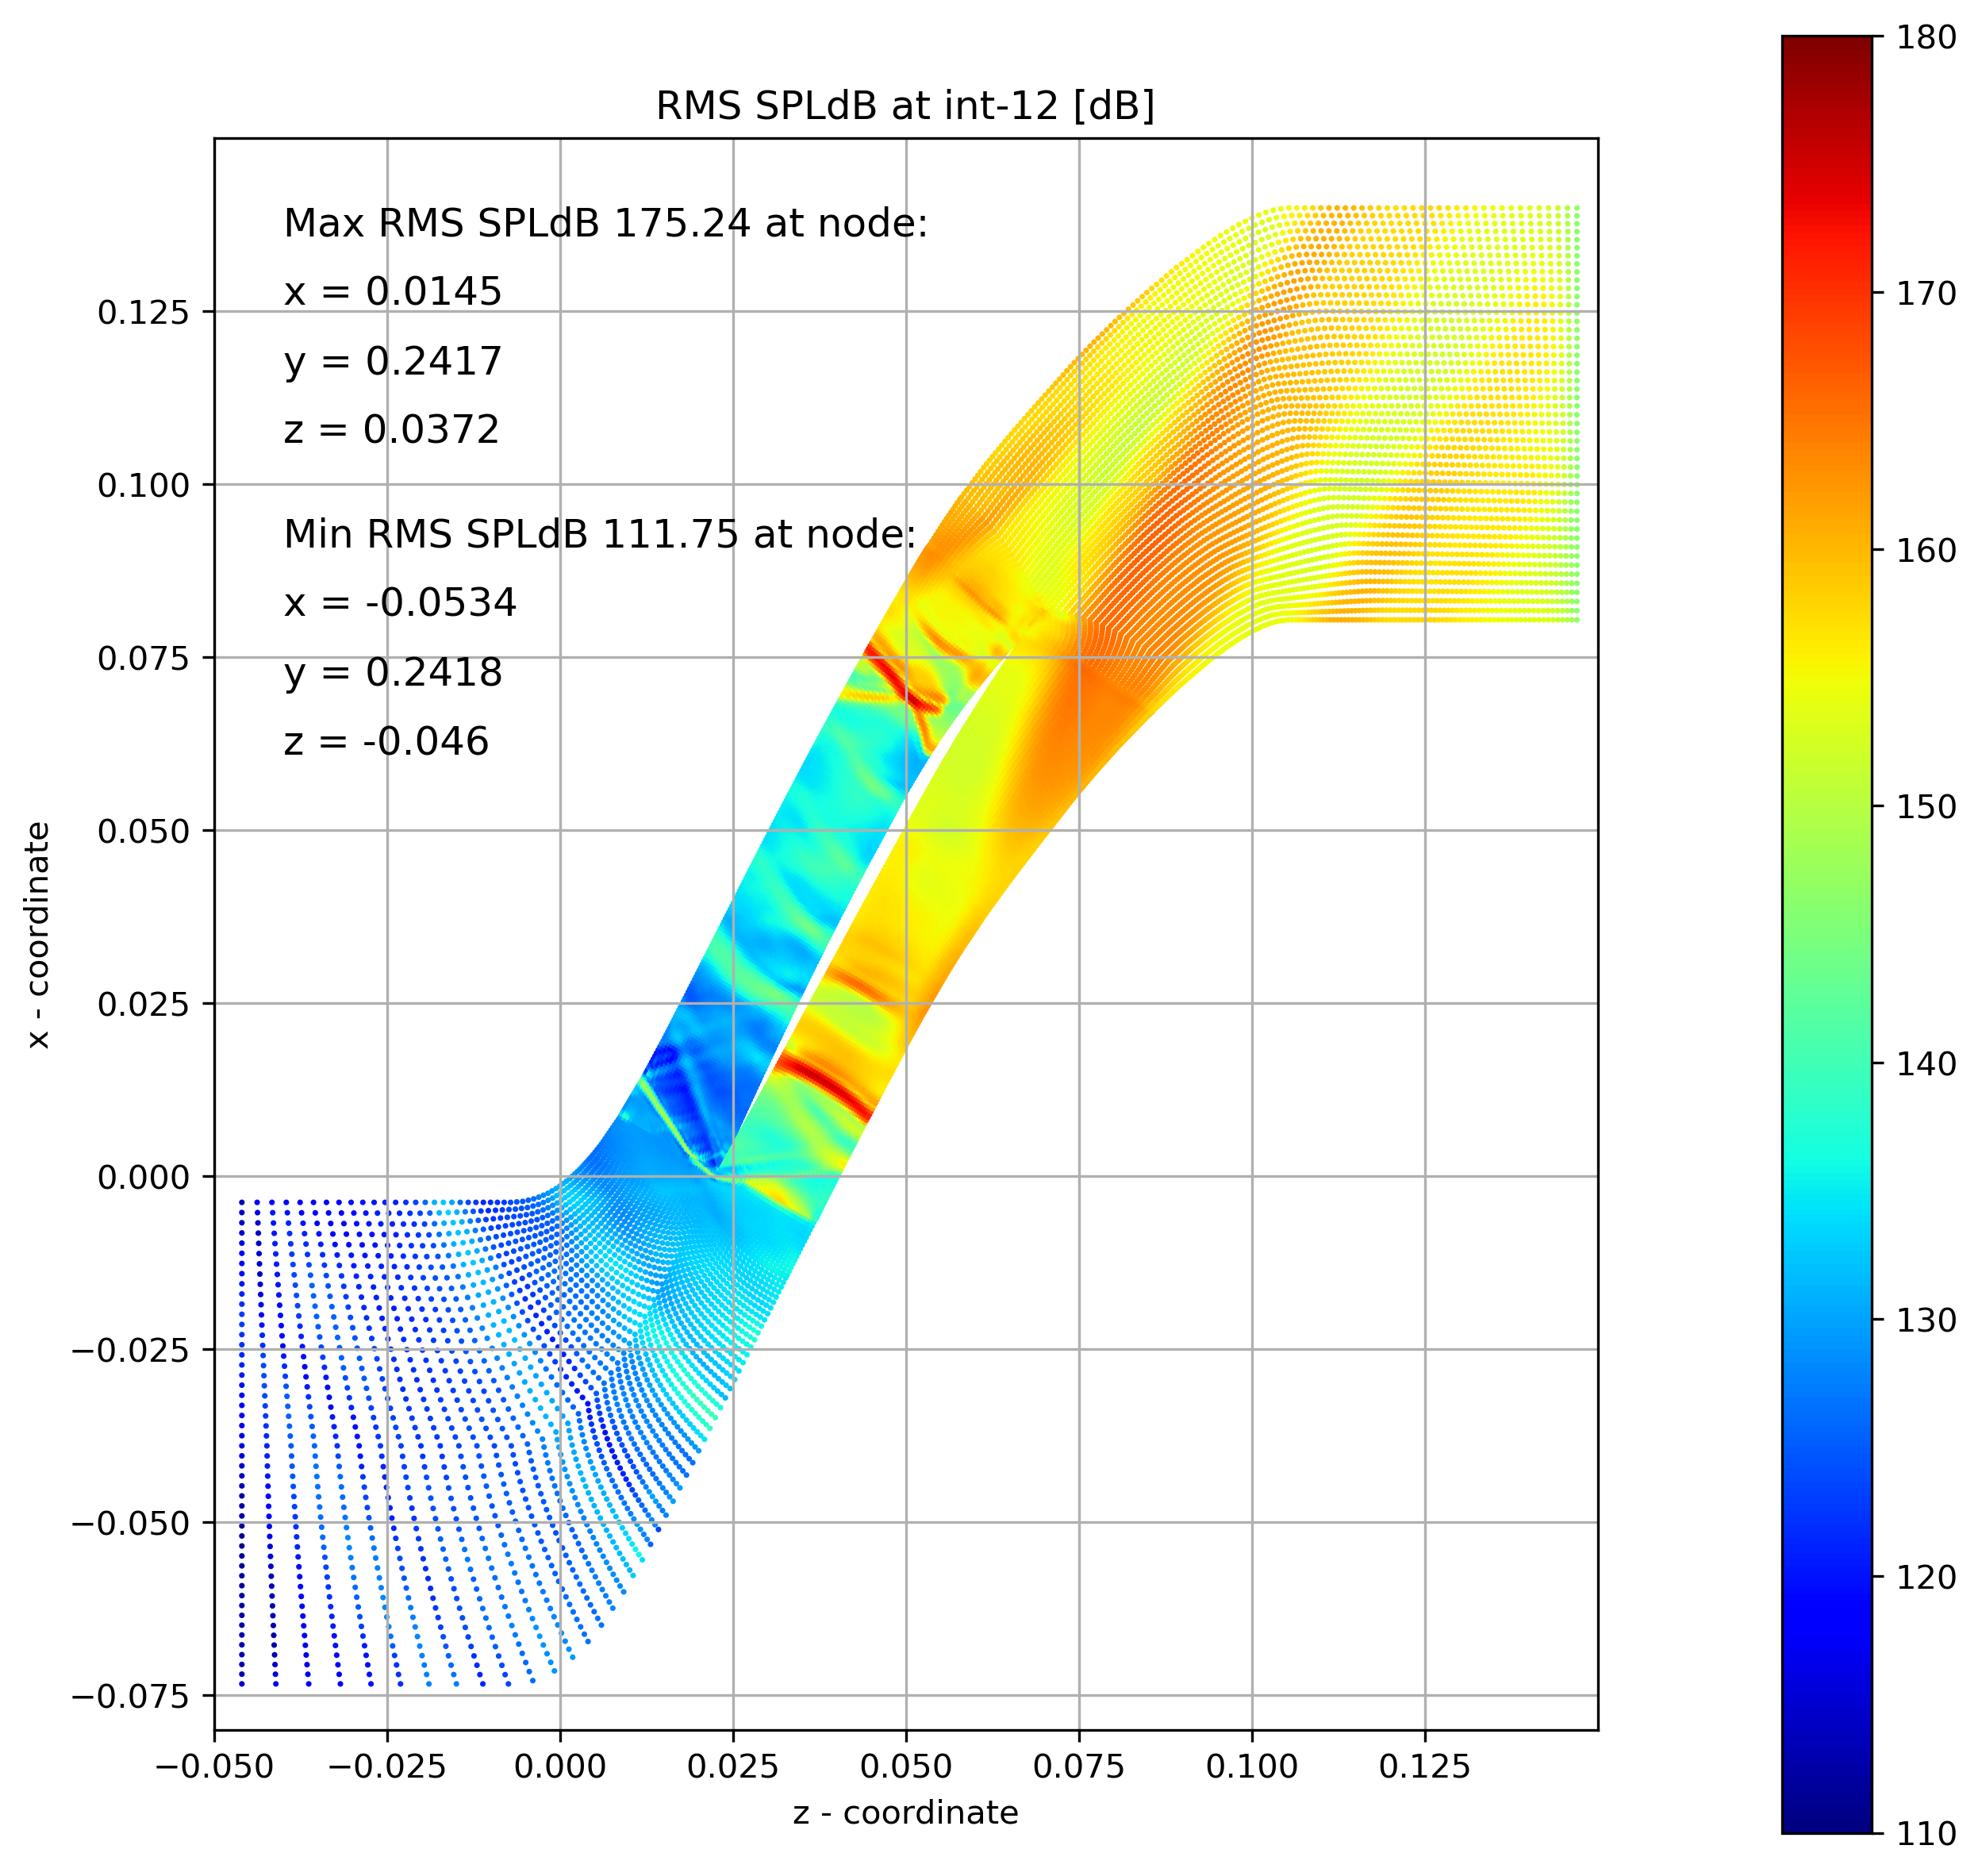 RMS SPLdB at int-12 [dB]
Max RMS SPLdB 175.24 at node:
x = 0.0145
y = 0.2417
z = 0.0372
Min RMS SPLdB 111.75 at node:
x = -0.0534
y = 0.2418
z = -0.046
x - coordinate
0.125
0.100
0.075
0.050
0.025
0.000
−0.025
−0.050
−0.075
−0.050 −0.025 0.000 0.025 0.050 0.075 0.100 0.125
z - coordinate
180
170
160
150
140
130
120
110